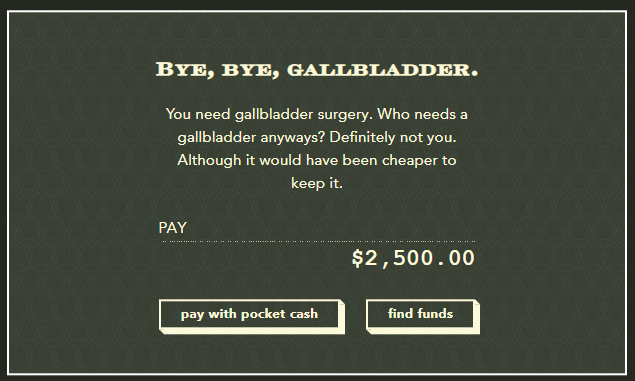 Bye, bye, gallbladder.
You need gallbladder surgery. Who needs a
gallbladder anyways? Definitely not you.
Although it would have been cheaper to
keep it.
PAY
$2,500.00
pay with pocket cash
find funds